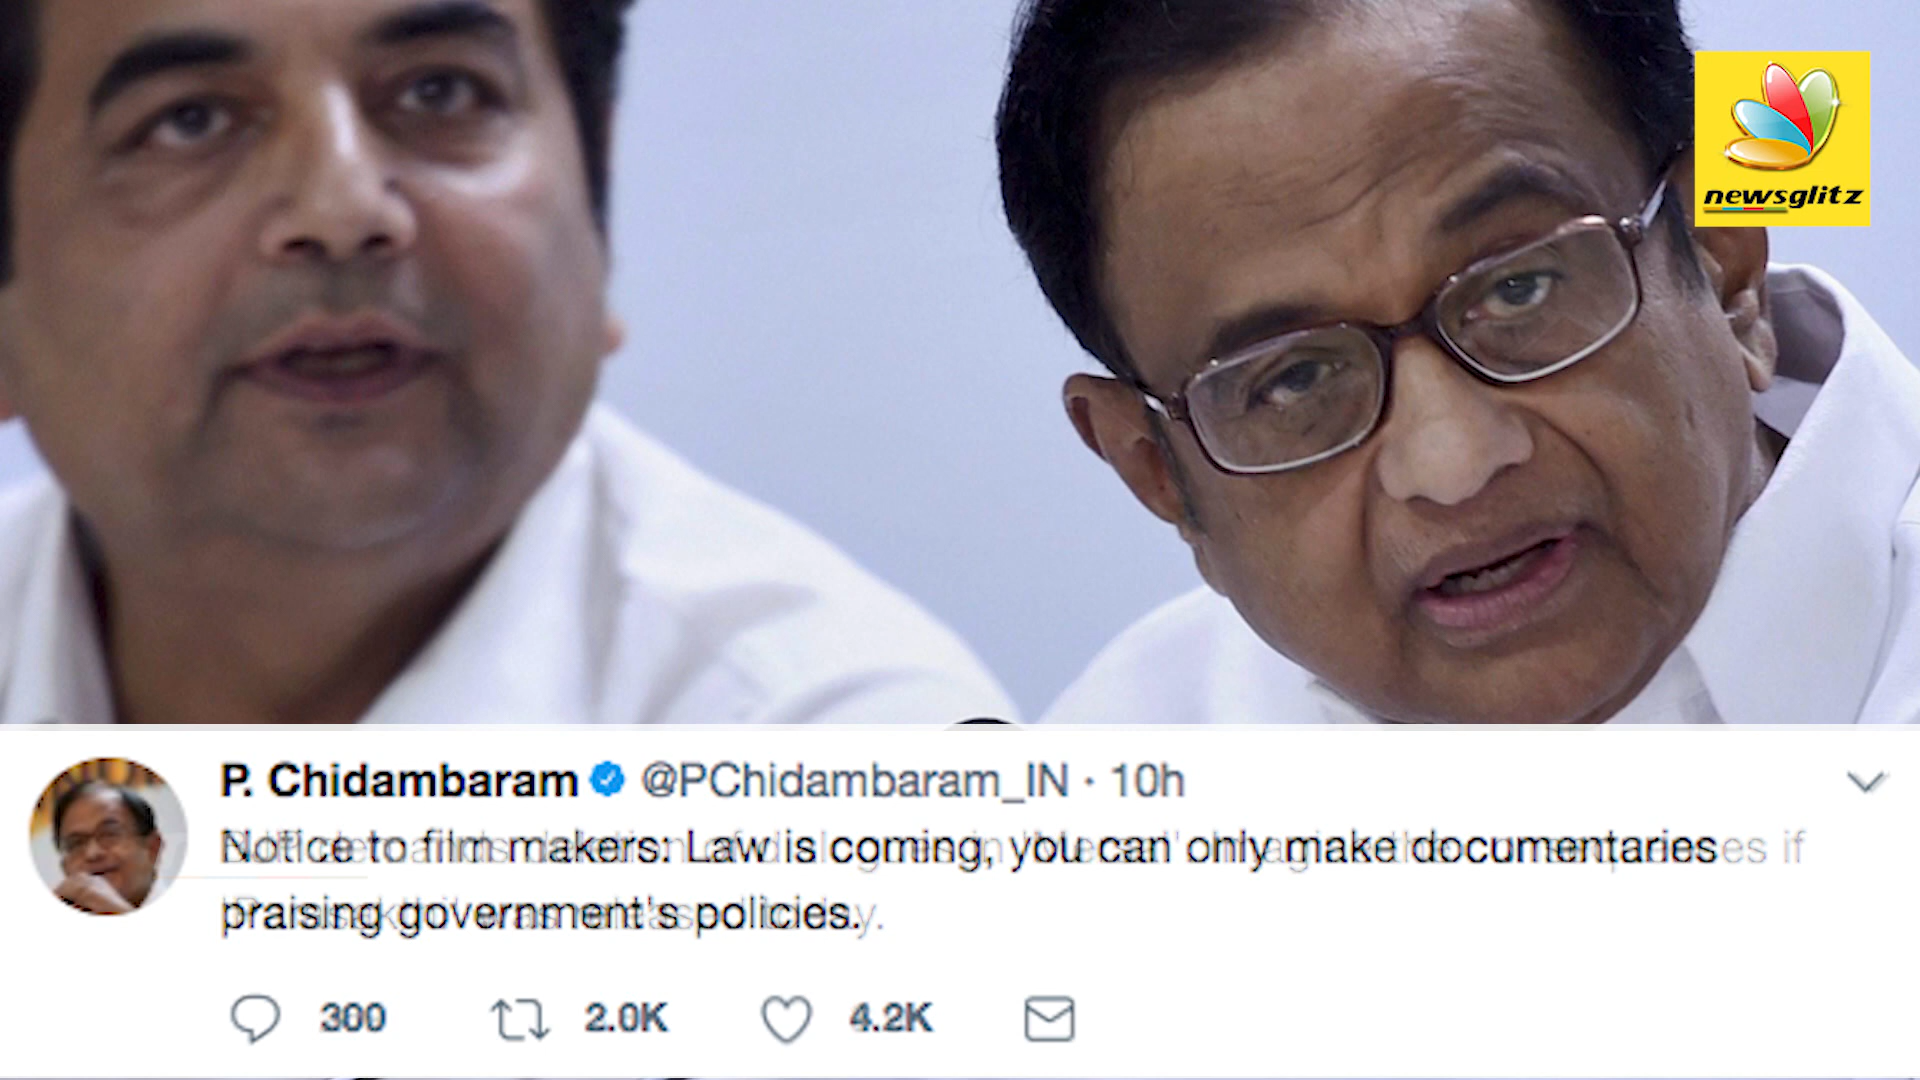 newsglitz
P. Chidambaram @PChidambaram_IN · 10h
Notice to film makers: Law is coming, you can only make documentaries
praising government's policies.
300 2.0K 4.2K